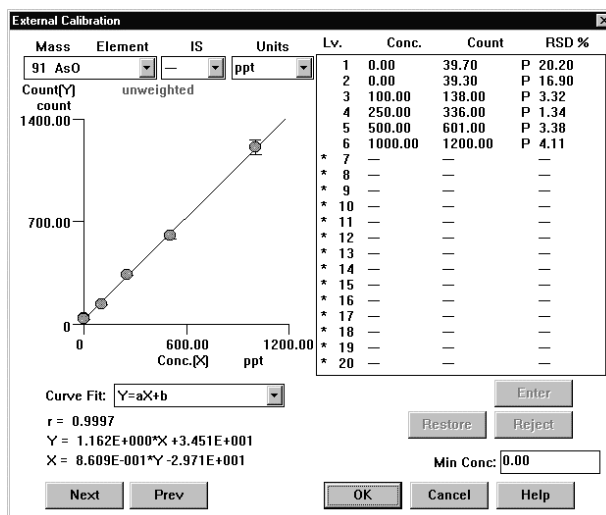 External Calibration
Mass Element IS Units
91 AsO — ppt
Count(Y) unweighted
count
1400.00
700.00
0
0 600.00 1200.00
Conc.(X) ppt
Lv. Conc. Count RSD %
1 0.00 39.70 P 20.20
2 0.00 39.30 P 16.90
3 100.00 138.00 P 3.32
4 250.00 336.00 P 1.34
5 500.00 601.00 P 3.38
6 1000.00 1200.00 P 4.11
* 7 — — —
* 8 — — —
* 9 — — —
* 10 — — —
* 11 — — —
* 12 — — —
* 13 — — —
* 14 — — —
* 15 — — —
* 16 — — —
* 17 — — —
* 18 — — —
* 19 — — —
* 20 — — —
Curve Fit: Y=aX+b
r = 0.9997
Y = 1.162E+000*X +3.451E+001
X = 8.609E-001*Y -2.971E+001
Enter
Restore Reject
Min Conc: 0.00
Next Prev OK Cancel Help